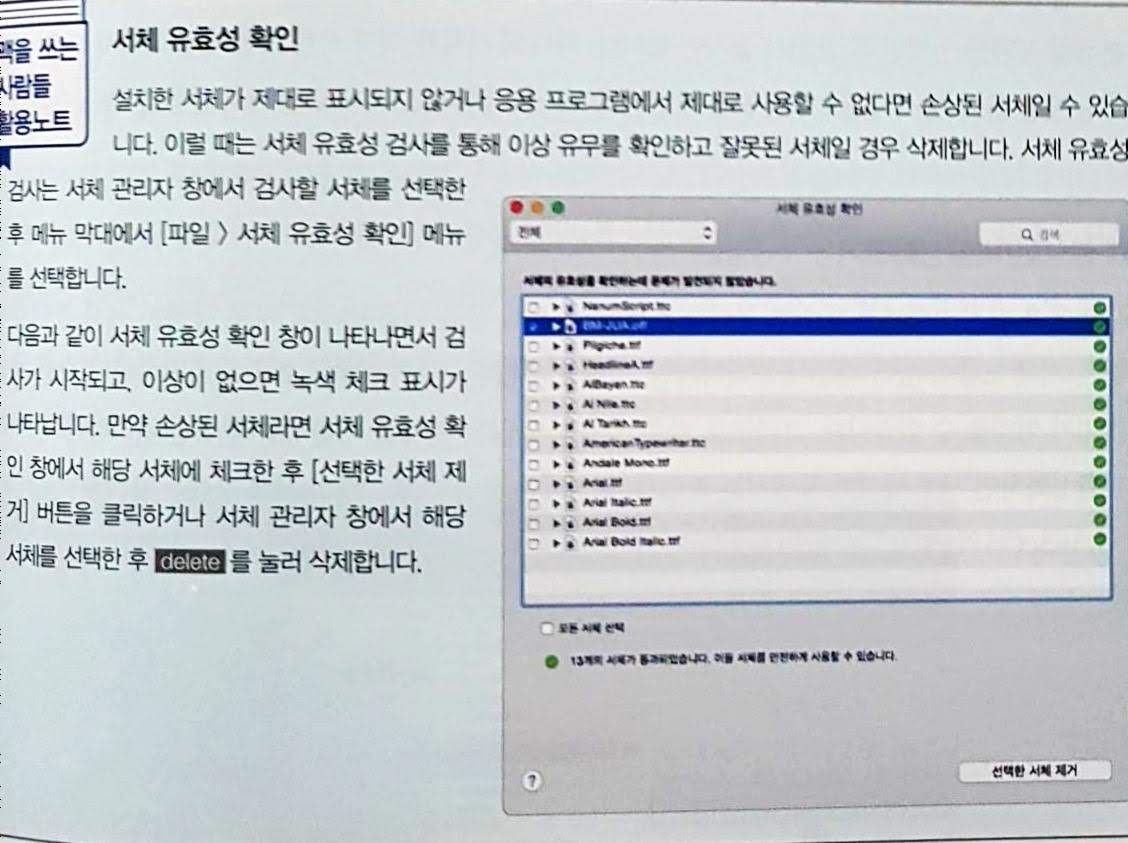 맥을 쓰는
사람들
활용노트
서체 유효성 확인
설치한 서체가 제대로 표시되지 않거나 응용 프로그램에서 제대로 사용할 수 없다면 손상된 서체일 수 있습
니다. 이럴 때는 서체 유효성 검사를 통해 이상 유무를 확인하고 잘못된 서체일 경우 삭제합니다. 서체 유효성
검사는 서체 관리자 창에서 검사할 서체를 선택한
후 메뉴 막대에서 [파일 > 서체 유효성 확인] 메뉴
를 선택합니다.
다음과 같이 서체 유효성 확인 창이 나타나면서 검
사가 시작되고, 이상이 없으면 녹색 체크 표시가
나타납니다. 만약 손상된 서체라면 서체 유효성 확
인 창에서 해당 서체에 체크한 후 [선택한 서체 제
거] 버튼을 클릭하거나 서체 관리자 창에서 해당
서체를 선택한 후 delete 를 눌러 삭제합니다.
서체 유효성 확인
전체
검색
서체의 유효성을 확인하는데 문제가 발견되지 않았습니다.
NanumScript.ttc
BM-JUA.otf
Pilgiche.ttf
HeadlineA.ttf
AlBayan.ttc
Al Nile.ttc
Al Tarikh.ttc
AmericanTypewriter.ttc
Andale Mono.ttf
Arial.ttf
Arial Italic.ttf
Arial Bold.ttf
Arial Bold Italic.ttf
모든 서체 선택
13개의 서체가 통과되었습니다. 이들 서체를 안전하게 사용할 수 있습니다.
?
선택한 서체 제거